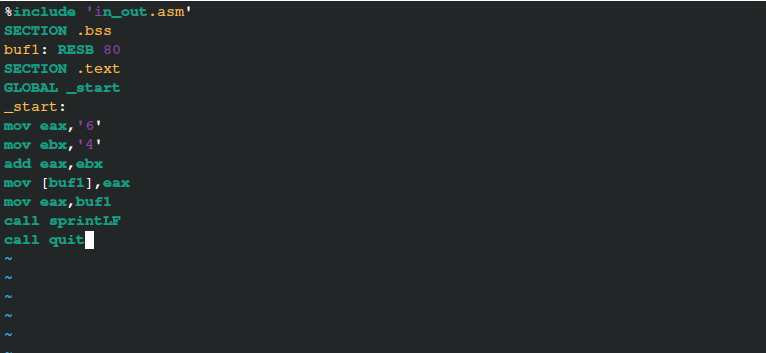 %include 'in_out.asm'
SECTION .bss
buf1: RESB 80
SECTION .text
GLOBAL _start
_start:
mov eax,'6'
mov ebx,'4'
add eax,ebx
mov [buf1],eax
mov eax,buf1
call sprintLF
call quit
~
~
~
~
~
~